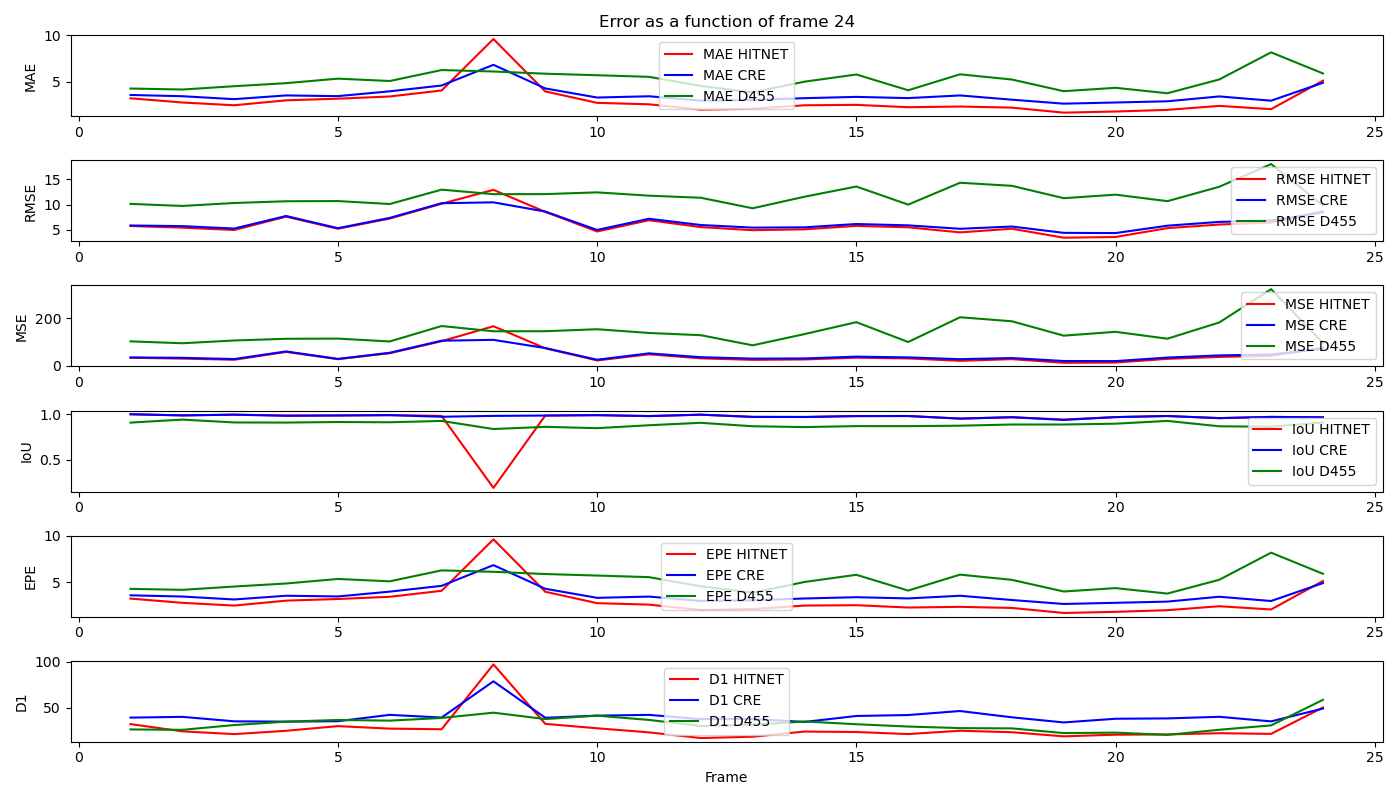 Error as a function of frame 24
MAE
10
5
MAE HITNET
MAE CRE
MAE D455
0 5 10 15 20 25
RMSE
15
10
5
RMSE HITNET
RMSE CRE
RMSE D455
0 5 10 15 20 25
MSE
200
0
MSE HITNET
MSE CRE
MSE D455
0 5 10 15 20 25
IoU
1.0
0.5
IoU HITNET
IoU CRE
IoU D455
0 5 10 15 20 25
EPE
10
5
EPE HITNET
EPE CRE
EPE D455
0 5 10 15 20 25
D1
100
50
D1 HITNET
D1 CRE
D1 D455
0 5 10 15 20 25
Frame